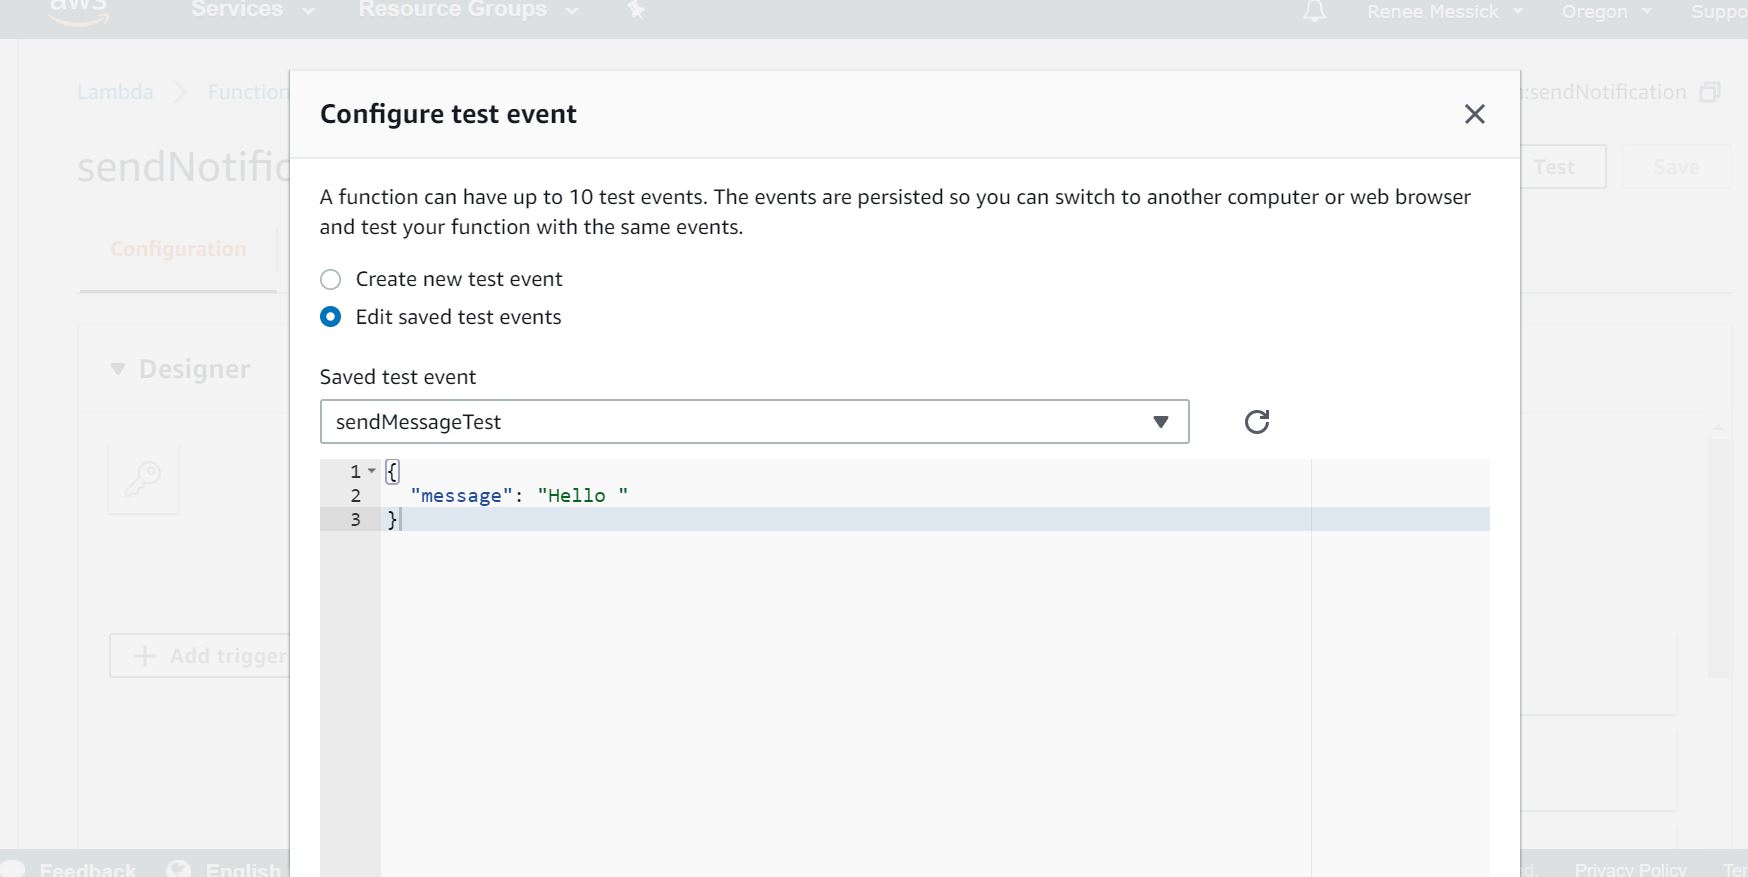 aws Services Resource Groups Renee Messick Oregon
Lambda Function :sendNotification
sendNotific Test Save
Configuration
Designer
Add trigger
Configure test event
A function can have up to 10 test events. The events are persisted so you can switch to another computer or web browser
and test your function with the same events.
Create new test event
Edit saved test events
Saved test event
sendMessageTest
1 {
2 "message": "Hello "
3 }
Feedback English Privacy Policy